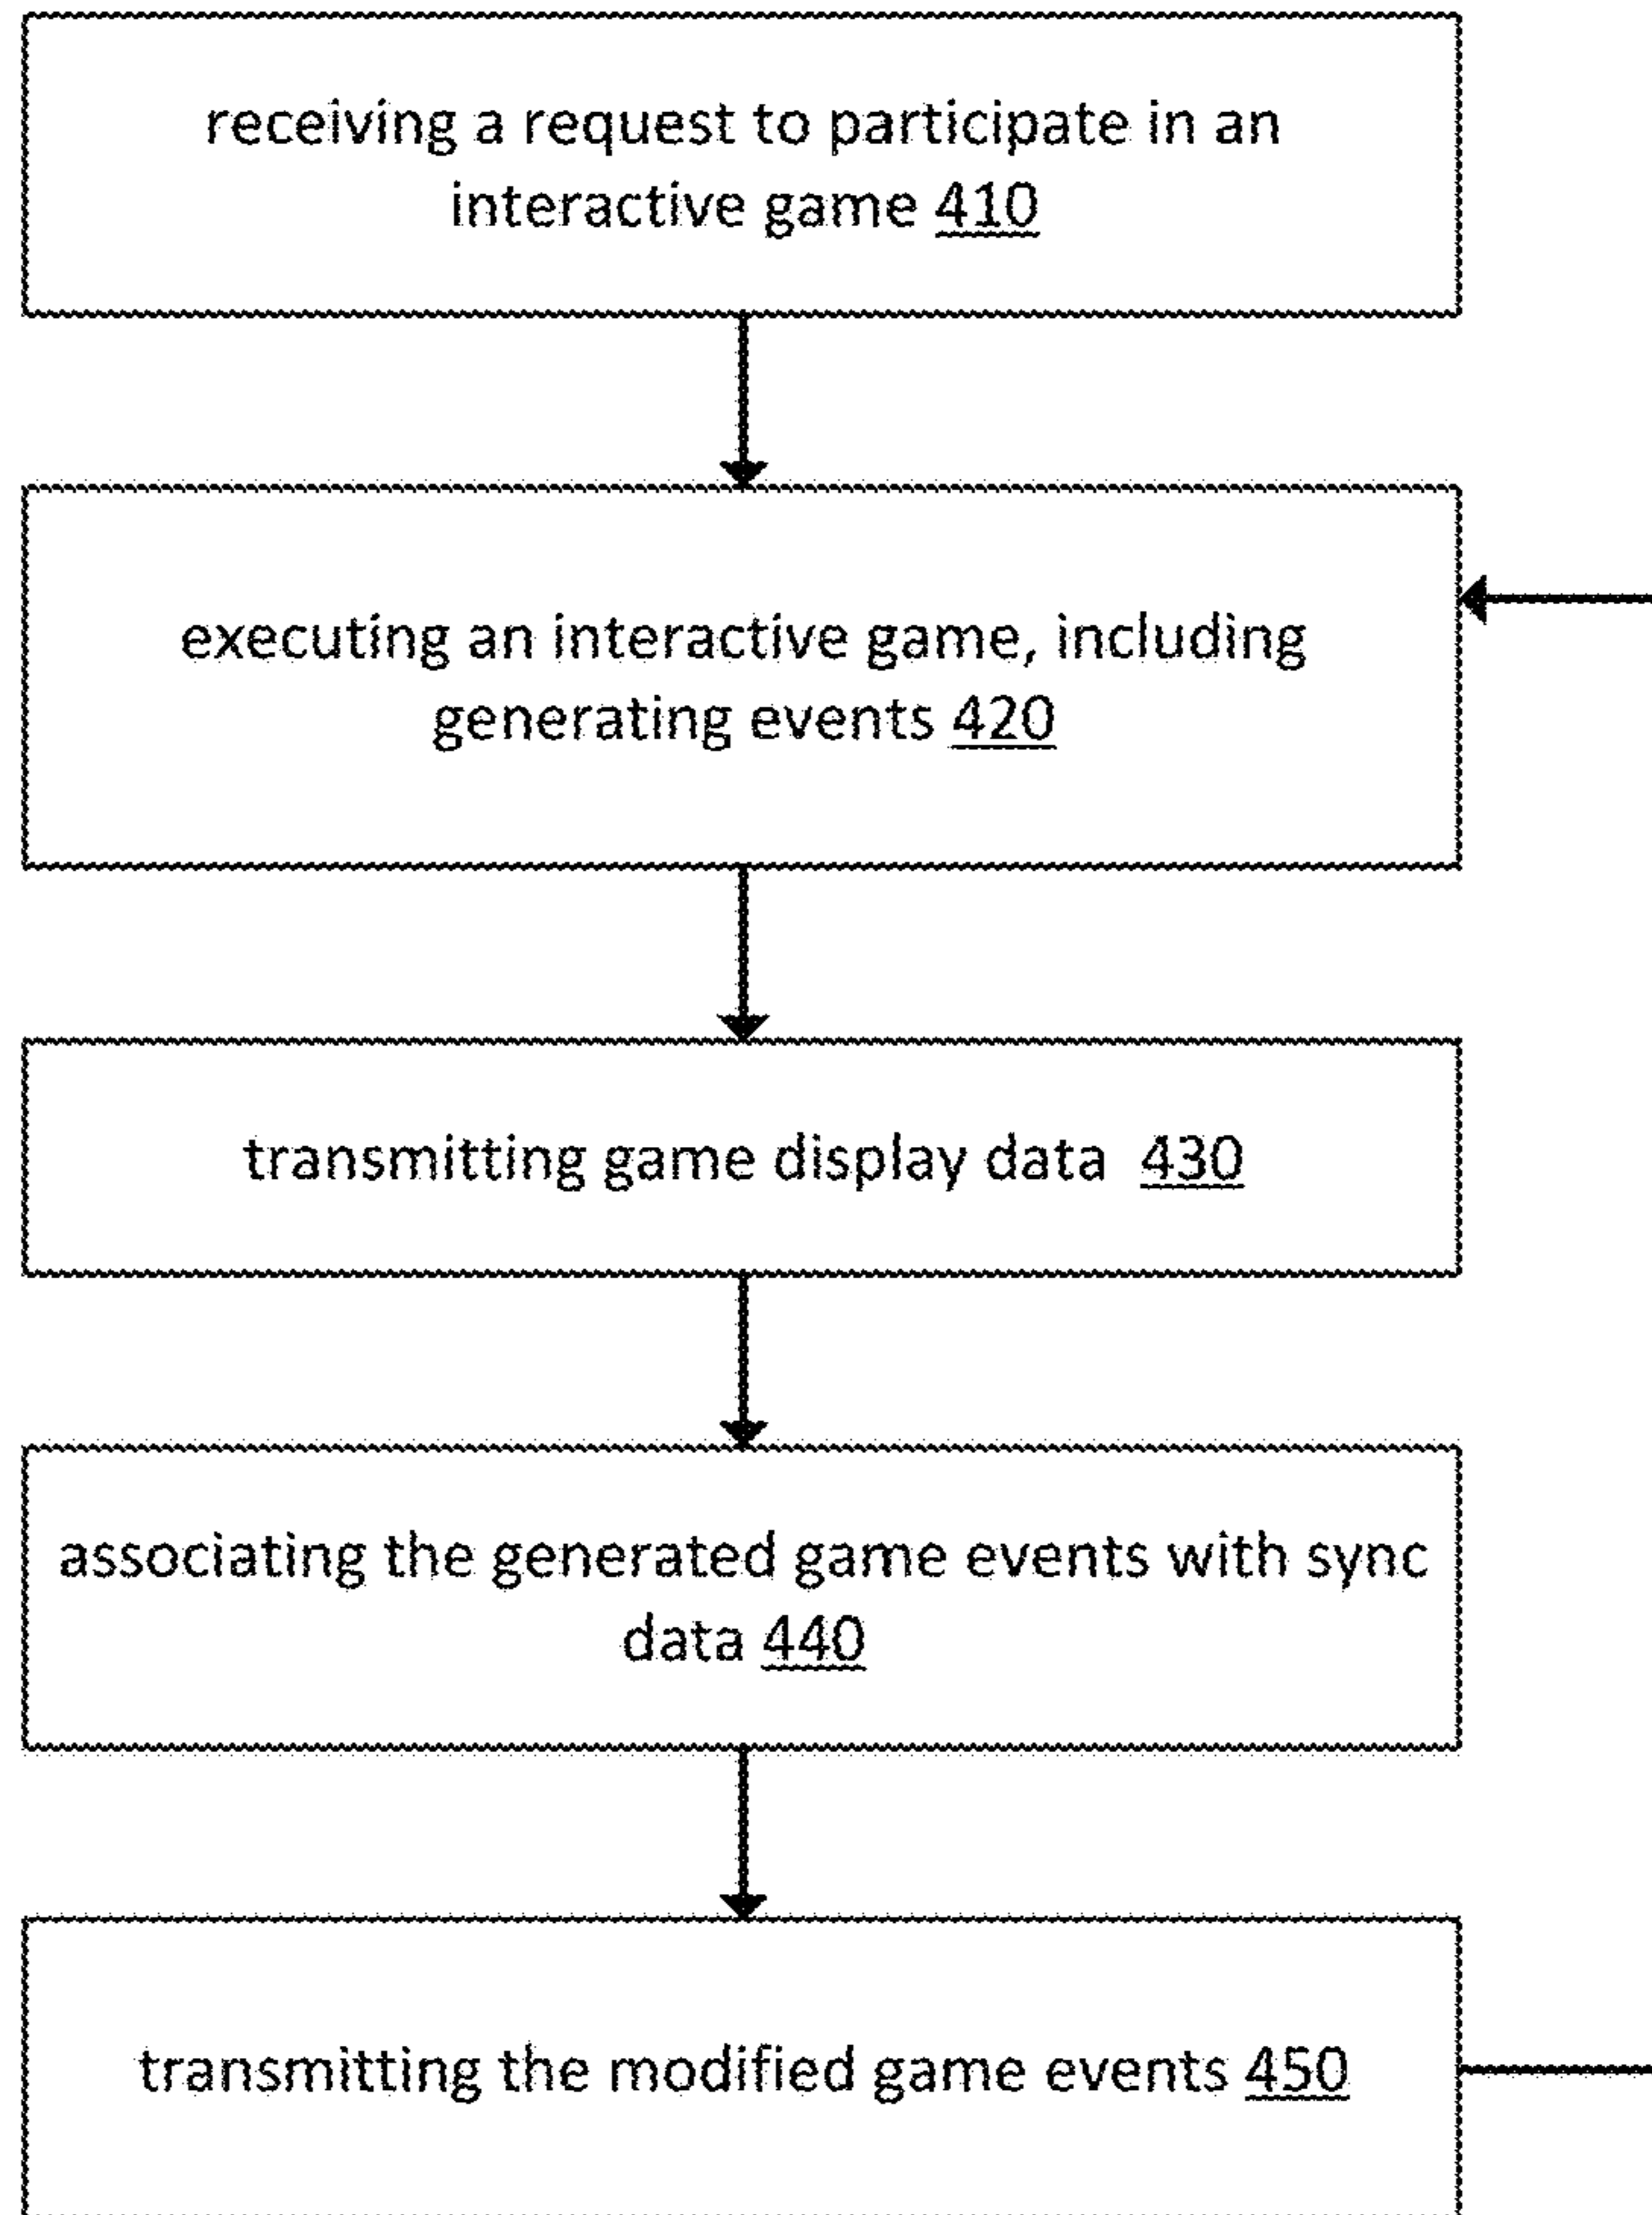 receiving a request to participate in an
interactive game 410
executing an interactive game, including
generating events 420
transmitting game display data 430
associating the generated game events with sync
data 440
transmitting the modified game events 450